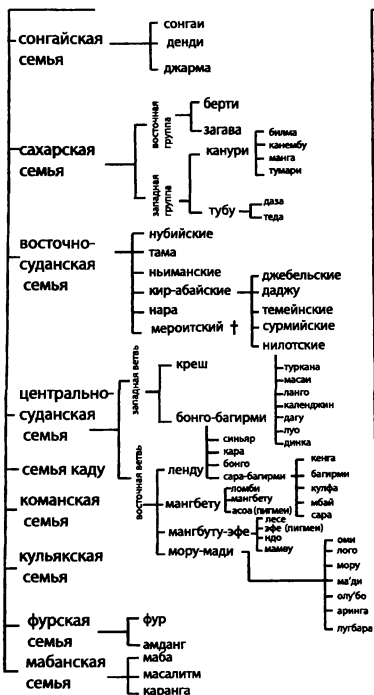 сонгайская
семья
сонгаи
денди
джарма
сахарская
семья
восточная
группа
берти
загава
западная
группа
канури
билма
канембу
манга
тумари
тубу
даза
теда
восточно-
суданская
семья
нубийские
тама
ньиманские
кир-абайские
нара
мероитский †
джебельские
даджу
темейнские
сурмийские
нилотские
туркана
масаи
ланго
календжин
дагу
луо
динка
центрально-
суданская
семья
западная ветвь
креш
бонго-багирми
синьяр
кара
бонго
сара-багирми
кенга
багирми
кулфа
мбай
сара
восточная ветвь
ленду
мангбету
ломби
мангбету
асоа (пигмеи)
мангбуту-эфе
лесе
эфе (пигмеи)
ндо
мамву
мору-мади
оми
лого
мору
ма'ди
олу'бо
аринга
лугбара
семья каду
команская
семья
кульякская
семья
фурская
семья
фур
амданг
мабанская
семья
маба
масалитм
каранга